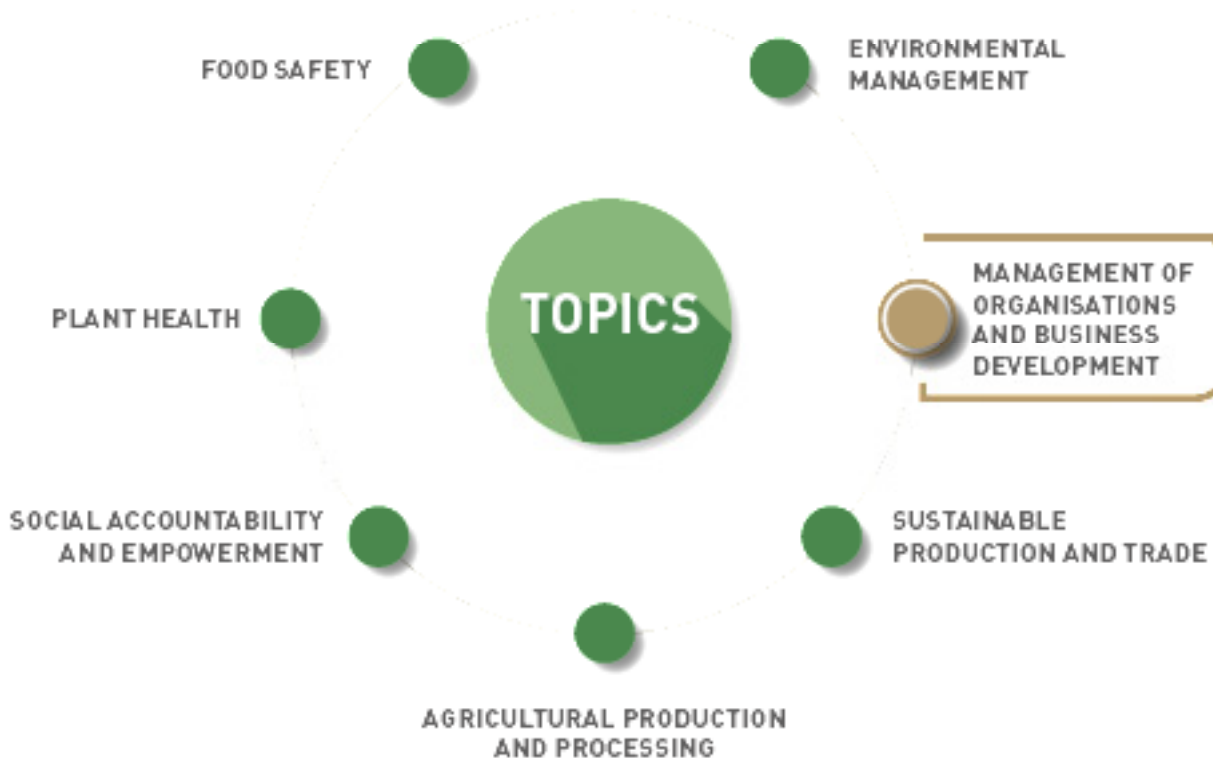 FOOD SAFETY
ENVIRONMENTAL
MANAGEMENT
TOPICS
MANAGEMENT OF
ORGANISATIONS
AND BUSINESS
DEVELOPMENT
PLANT HEALTH
SOCIAL ACCOUNTABILITY
AND EMPOWERMENT
SUSTAINABLE
PRODUCTION AND TRADE
AGRICULTURAL PRODUCTION
AND PROCESSING